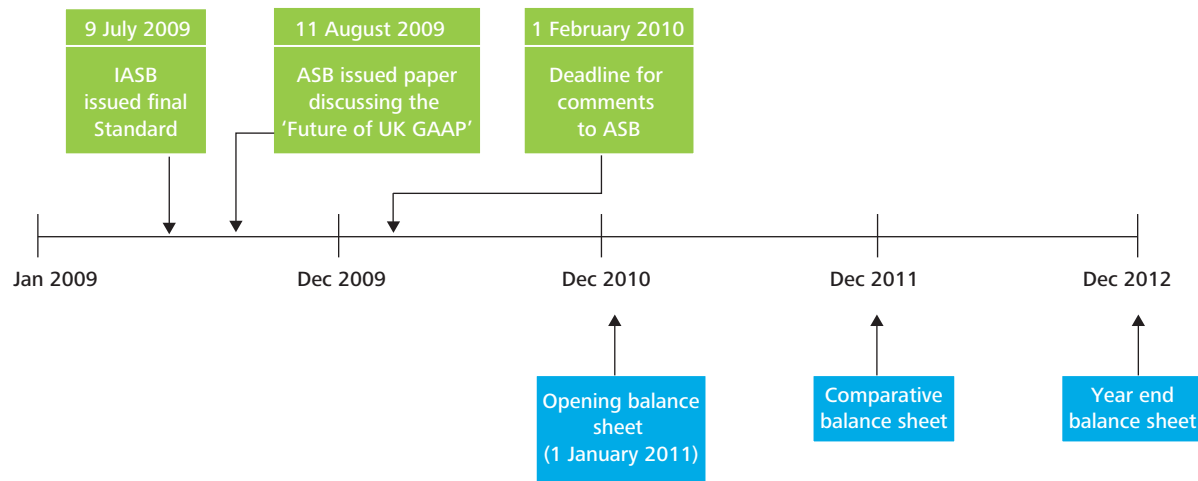 9 July 2009
IASB
issued final
Standard
11 August 2009
ASB issued paper
discussing the
‘Future of UK GAAP’
1 February 2010
Deadline for
comments
to ASB
Jan 2009
Dec 2009
Dec 2010
Dec 2011
Dec 2012
Opening balance
sheet
(1 January 2011)
Comparative
balance sheet
Year end
balance sheet